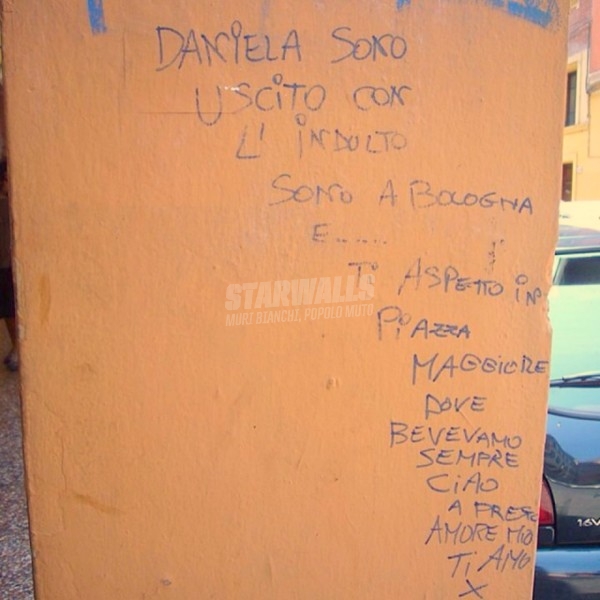 DANIELA SONO
USCITO CON
L' INDULTO
SONO A BOLOGNA
E......
TI ASPETTO IN
STARWALLS
MURI BIANCHI, POPOLO MUTO
PIAZZA
MAGGIORE
DOVE
BEVEVAMO
SEMPRE
CIAO
A PRESTO
AMORE MIO
TI AMO
X
16V